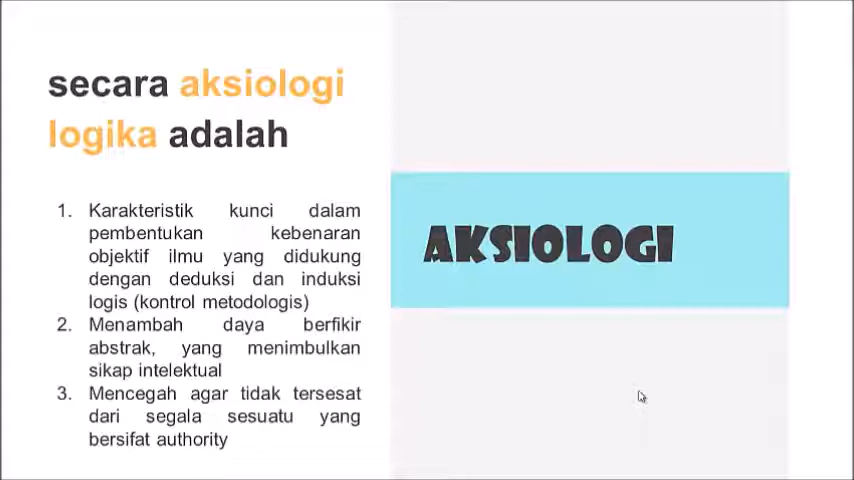 secara aksiologi
logika adalah
1. Karakteristik kunci dalam
pembentukan kebenaran
objektif ilmu yang didukung
dengan deduksi dan induksi
logis (kontrol metodologis)
2. Menambah daya berfikir
abstrak, yang menimbulkan
sikap intelektual
3. Mencegah agar tidak tersesat
dari segala sesuatu yang
bersifat authority
AKSIOLOGI